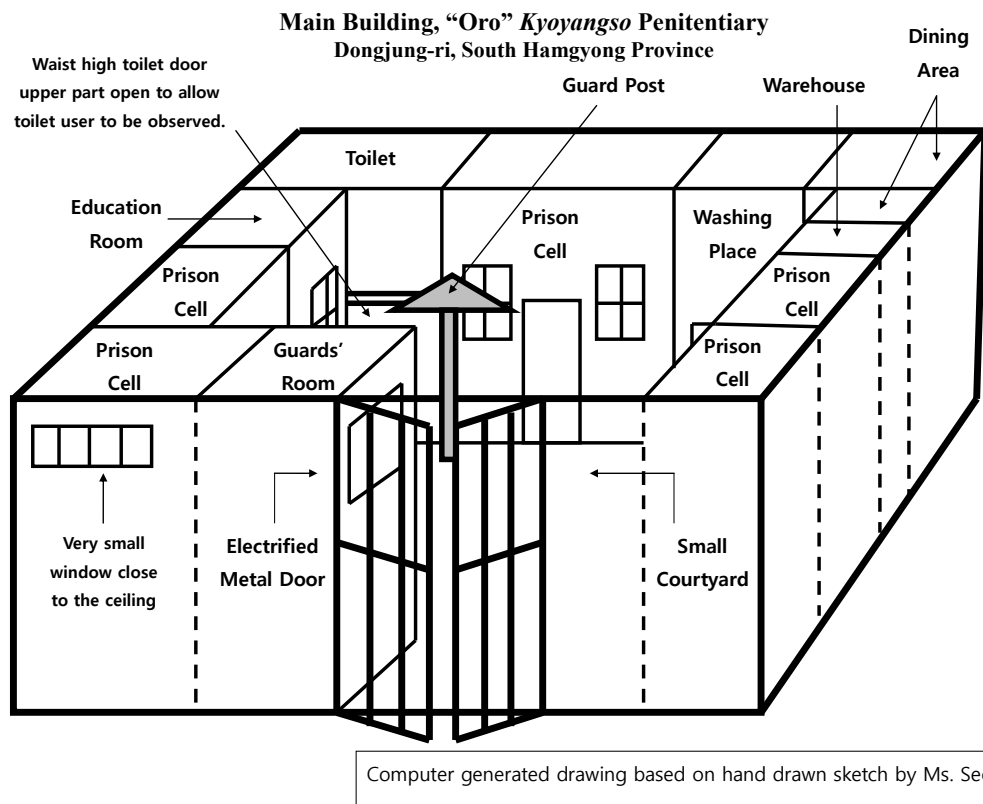 Main Building, “Oro” Kyoyangso Penitentiary
Dongjung-ri, South Hamgyong Province
Waist high toilet door
upper part open to allow
toilet user to be observed.
Guard Post
Warehouse
Dining
Area
Toilet
Education
Room
Prison
Cell
Washing
Place
Prison
Cell
Prison
Cell
Prison
Cell
Guards’
Room
Prison
Cell
Very small
window close
to the ceiling
Electrified
Metal Door
Small
Courtyard
Computer generated drawing based on hand drawn sketch by Ms.